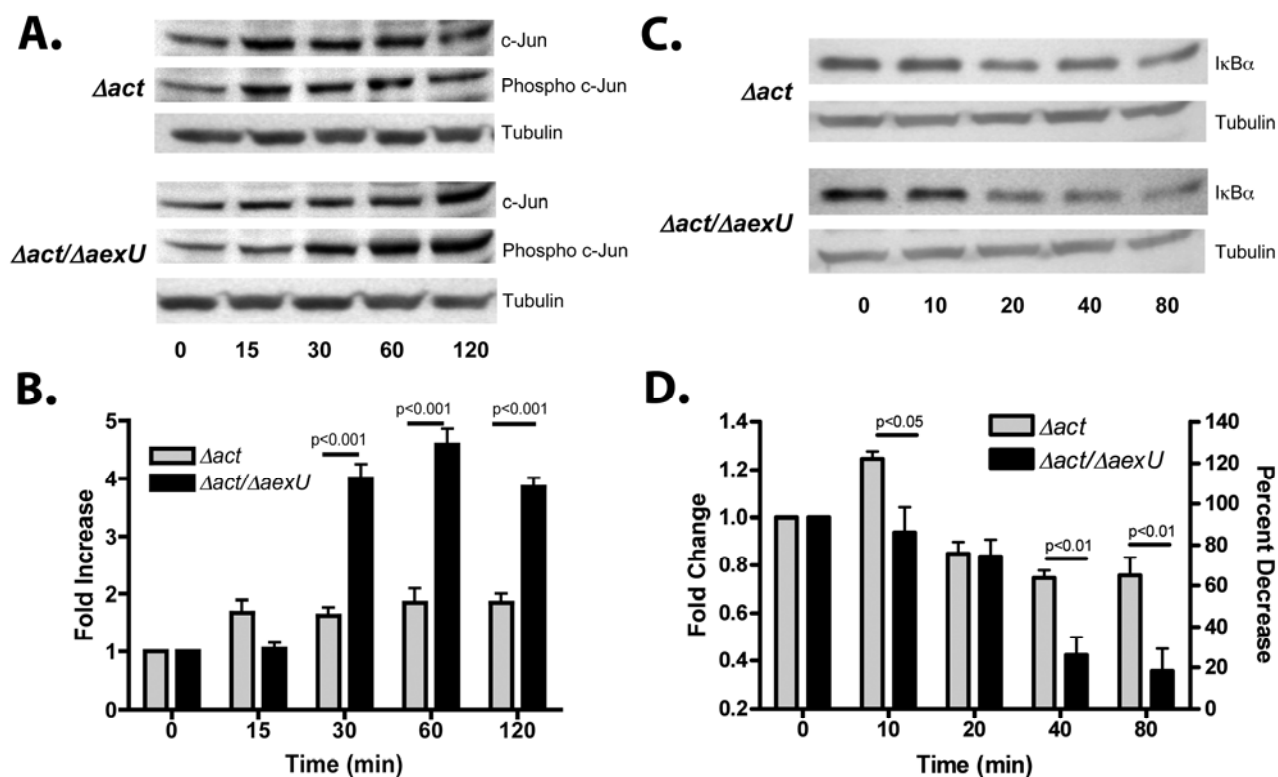 A.
Δact
c-Jun
Phospho c-Jun
Tubulin
Δact/ΔaexU
c-Jun
Phospho c-Jun
Tubulin
0 15 30 60 120
B.
Fold Increase
5
4
3
2
1
0
Δact
Δact/ΔaexU
p<0.001
p<0.001
p<0.001
0 15 30 60 120
Time (min)
C.
Δact
IκBα
Tubulin
Δact/ΔaexU
IκBα
Tubulin
0 10 20 40 80
D.
Fold Change
1.4
1.2
1.0
0.8
0.6
0.4
0.2
p<0.05
Δact
Δact/ΔaexU
p<0.01
p<0.01
140
120
100
80
60
40
20
0
Percent Decrease
0 10 20 40 80
Time (min)